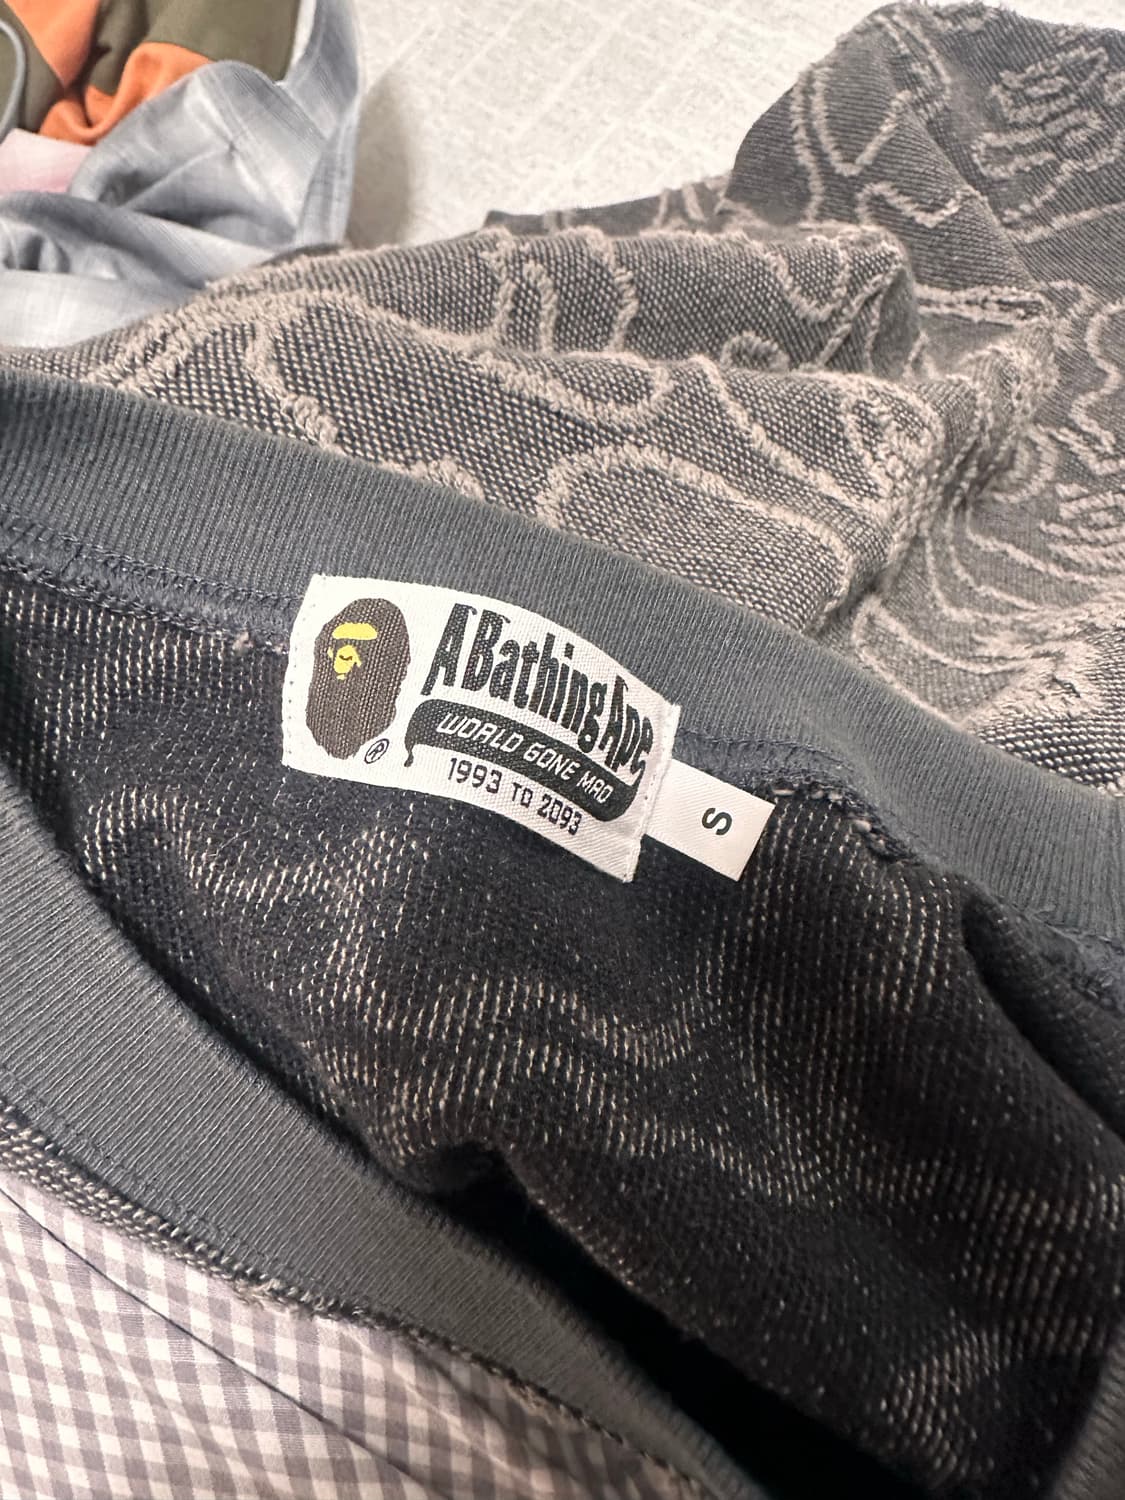 A Bathing Ape
WORLD GONE MAD
1993 TO 2093
®
S